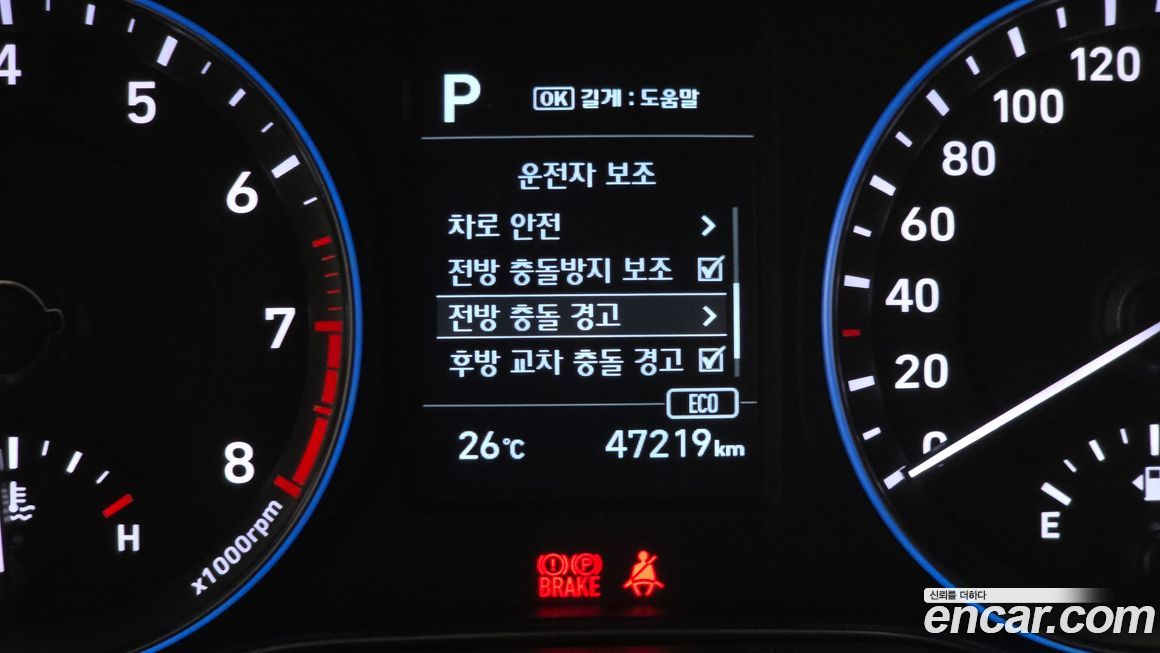 4
5
6
7
8
x1000rpm
H
P
OK 길게 : 도움말
운전자 보조
차로 안전
전방 충돌방지 보조
전방 충돌 경고
후방 교차 충돌 경고
ECO
26℃ 47219km
P
BRAKE
120
100
80
60
40
20
0
E
신뢰를 더하다
encar.com